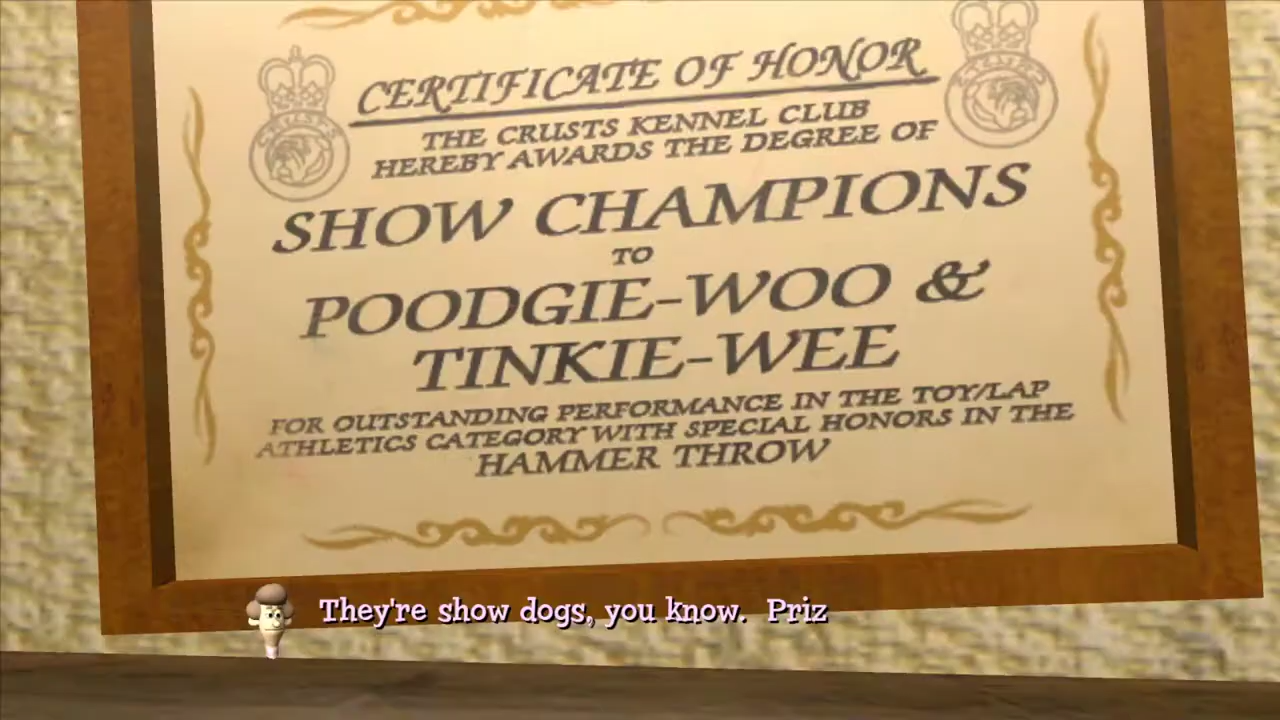 CERTIFICATE OF HONOR
THE CRUSTS KENNEL CLUB
HEREBY AWARDS THE DEGREE OF
SHOW CHAMPIONS
TO
POODGIE-WOO &
TINKIE-WEE
FOR OUTSTANDING PERFORMANCE IN THE TOY/LAP
ATHLETICS CATEGORY WITH SPECIAL HONORS IN THE
HAMMER THROW
They're show dogs, you know. Priz